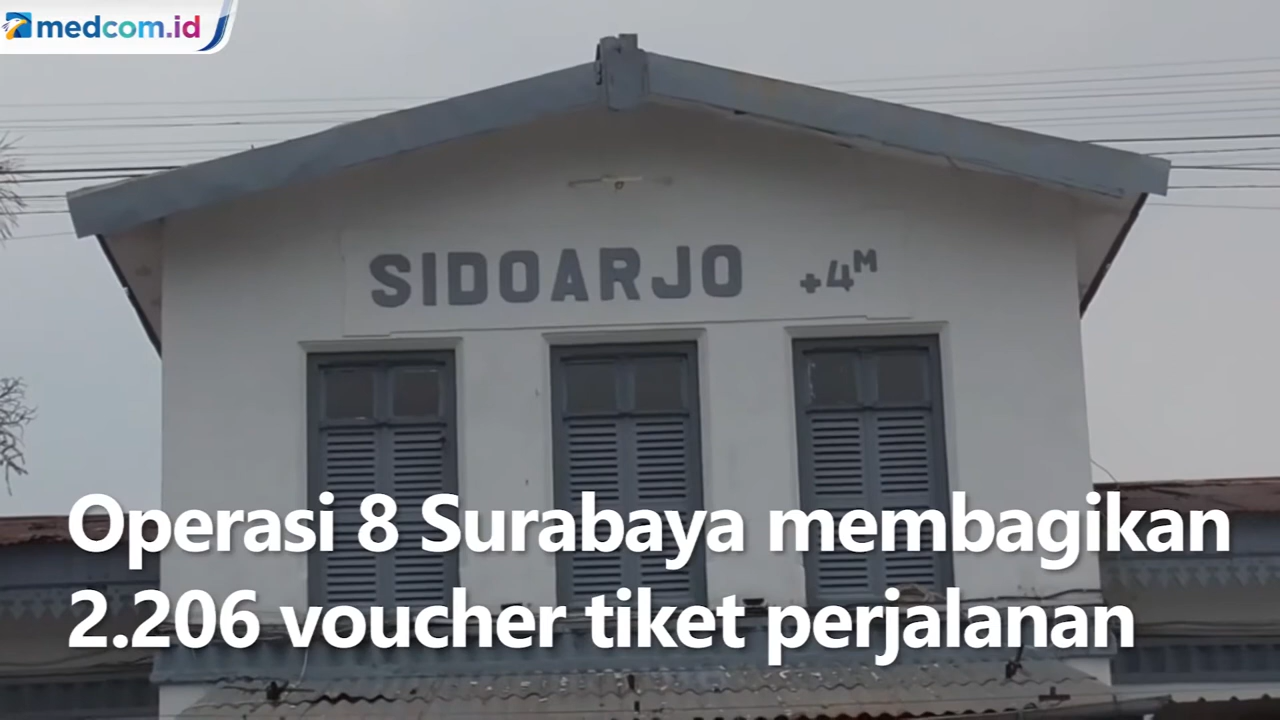 medcom.id
SIDOARJO +4M
Operasi 8 Surabaya membagikan
2.206 voucher tiket perjalanan